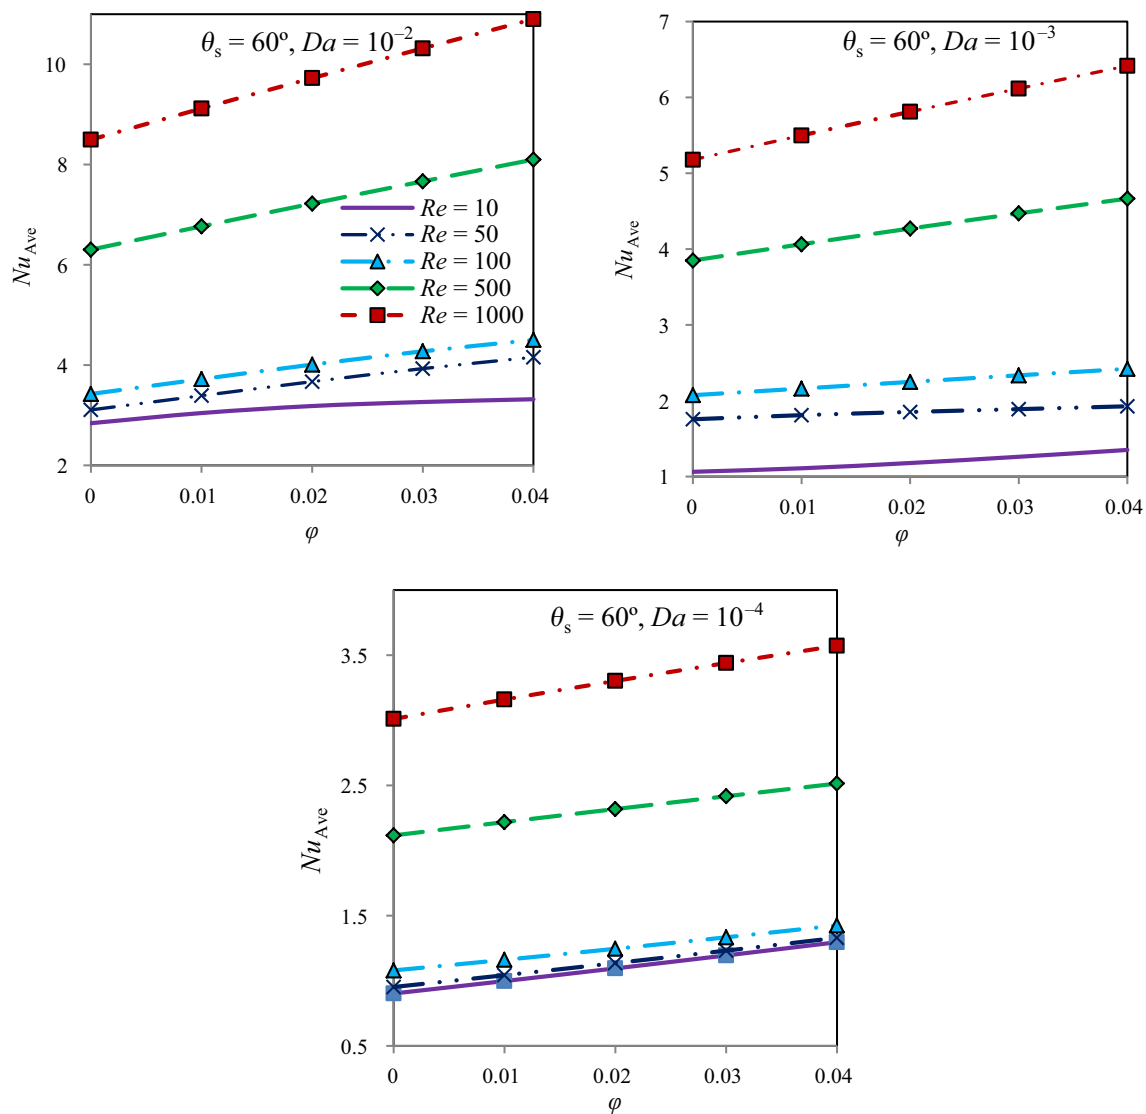 θs = 60º, Da = 10⁻²
10
8
6
4
2
NuAve
Re = 10
Re = 50
Re = 100
Re = 500
Re = 1000
0 0.01 0.02 0.03 0.04
φ
θs = 60º, Da = 10⁻³
7
6
5
4
3
2
1
NuAve
0 0.01 0.02 0.03 0.04
φ
θs = 60º, Da = 10⁻⁴
3.5
2.5
1.5
0.5
NuAve
0 0.01 0.02 0.03 0.04
φ